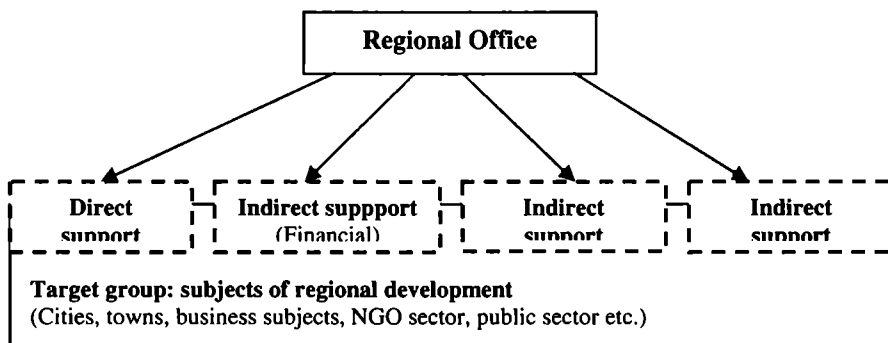 Regional Office
Direct
support
Indirect suppport
(Financial)
Indirect
support
Indirect
support
Target group: subjects of regional development
(Cities, towns, business subjects, NGO sector, public sector etc.)